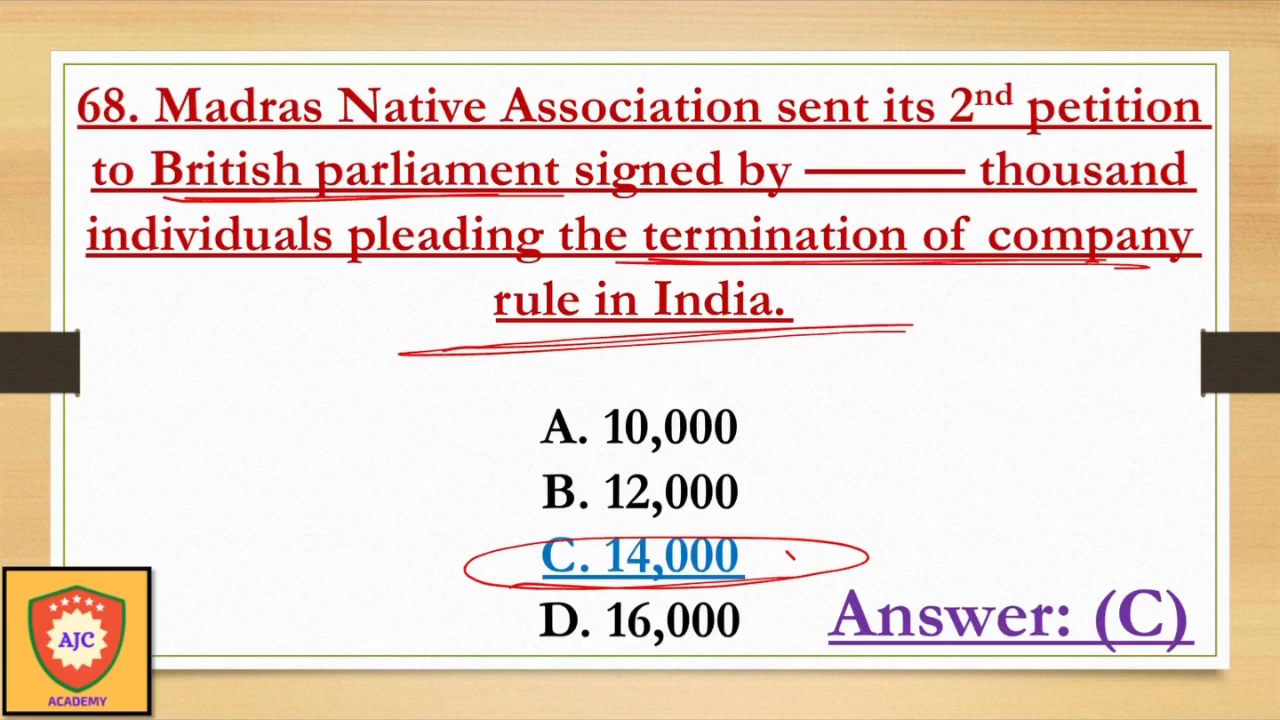 68. Madras Native Association sent its 2nd petition
to British parliament signed by ——— thousand
individuals pleading the termination of company
rule in India.
A. 10,000
B. 12,000
C. 14,000
D. 16,000
Answer: (C)
AJC
ACADEMY